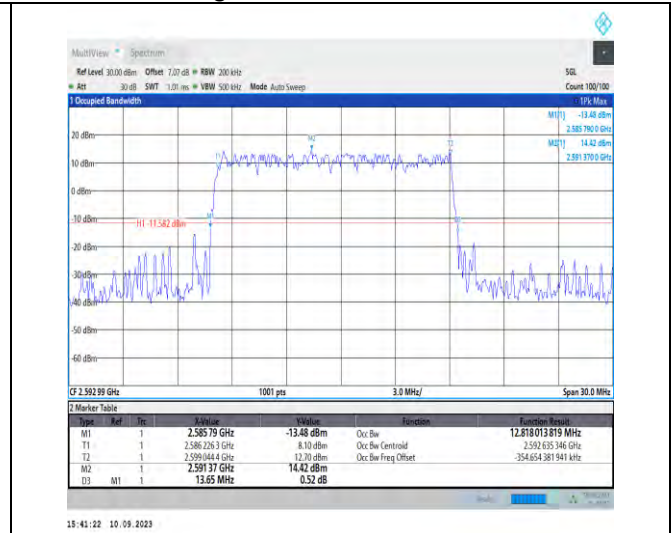 MultiView Spectrum
Ref Level 30.00 dBm Offset 7.07 dB RBW 200 kHz SGL
Att 30 dB SWT 1.01 ms VBW 500 kHz Mode Auto Sweep Count 100/100
1 Occupied Bandwidth 1Pk Max
M1[1] -13.48 dBm
2.585 790 0 GHz
M2[1] 14.42 dBm
2.591 370 0 GHz
20 dBm
M2
T1
T2
10 dBm
0 dBm
M1
-10 dBm
H1 -11.582 dBm
-20 dBm
-30 dBm
-40 dBm
-50 dBm
-60 dBm
CF 2.592 99 GHz 1001 pts 3.0 MHz/ Span 30.0 MHz
2 Marker Table
Type Ref Trc X-Value Y-Value Function Function Result
M1 1 2.585 79 GHz -13.48 dBm Occ Bw 12.818 013 819 MHz
T1 1 2.586 226 3 GHz 8.10 dBm Occ Bw Centroid 2.592 635 346 GHz
T2 1 2.599 044 4 GHz 12.70 dBm Occ Bw Freq Offset -354.654 381 941 kHz
M2 1 2.591 37 GHz 14.42 dBm
D3 M1 1 13.65 MHz 0.52 dB
15:41:22 10.09.2023